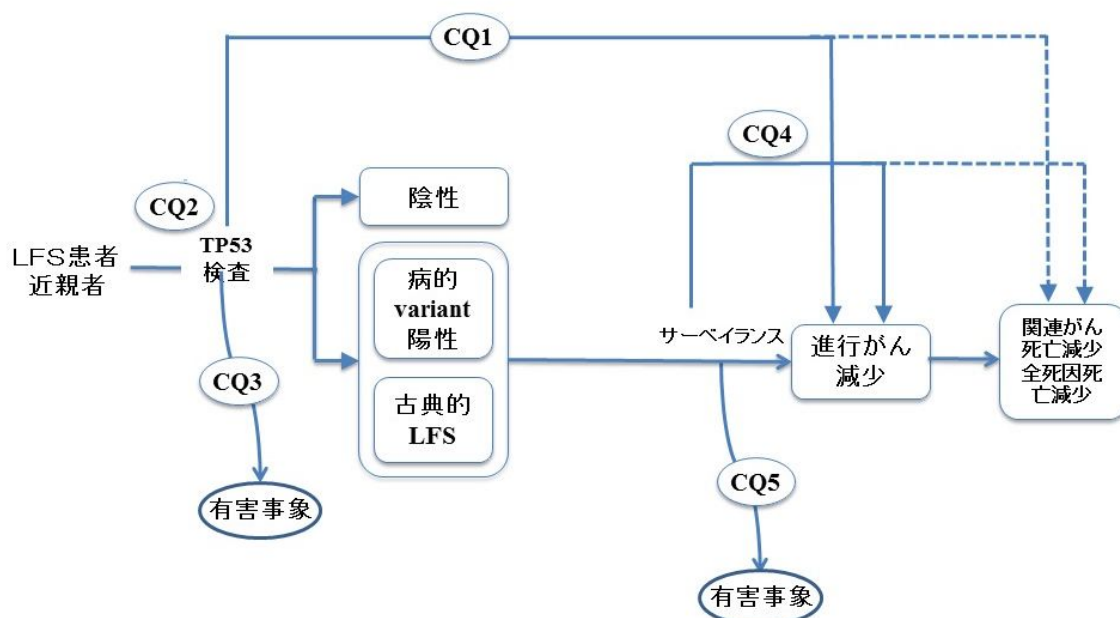 CQ1
CQ4
CQ2
陰性
LFS患者
近親者
TP53
検査
病的
variant
陽性
古典的
LFS
CQ3
有害事象
サーベイランス
進行がん
減少
関連がん
死亡減少
全死因死
亡減少
CQ5
有害事象